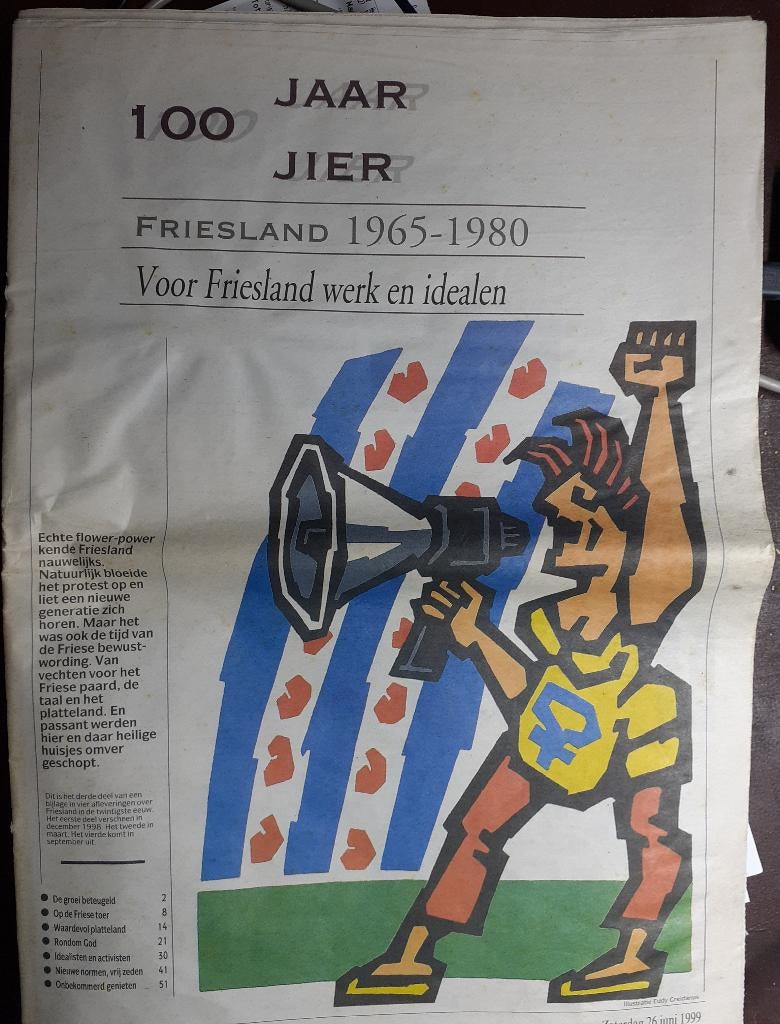 100
JAAR
JIER
FRIESLAND 1965-1980
Voor Friesland werk en idealen
Echte flower-power
kende Friesland
nauwelijks.
Natuurlijk bloeide
het protest op en
liet een nieuwe
generatie zich
horen. Maar het
was ook de tijd van
de Friese bewust-
wording. Van
vechten voor het
Friese paard, de
taal en het
platteland. En
passant werden
hier en daar heilige
huisjes omver
geschopt.
Dit is het derde deel van een
bijlage in vier afleveringen over
Friesland in de twintigste eeuw.
Het eerste deel verscheen in
december 1998. Het tweede in
maart. Het vierde komt in
september uit.
De groei beteugeld 2
Op de Friese toer 8
Waardevol platteland 14
Rondom God 21
Idealisten en activisten 30
Nieuwe normen, vrij zeden 41
Onbekommerd genieten 51
Illustratie Eddy
Zaterdag 26 juni 1999